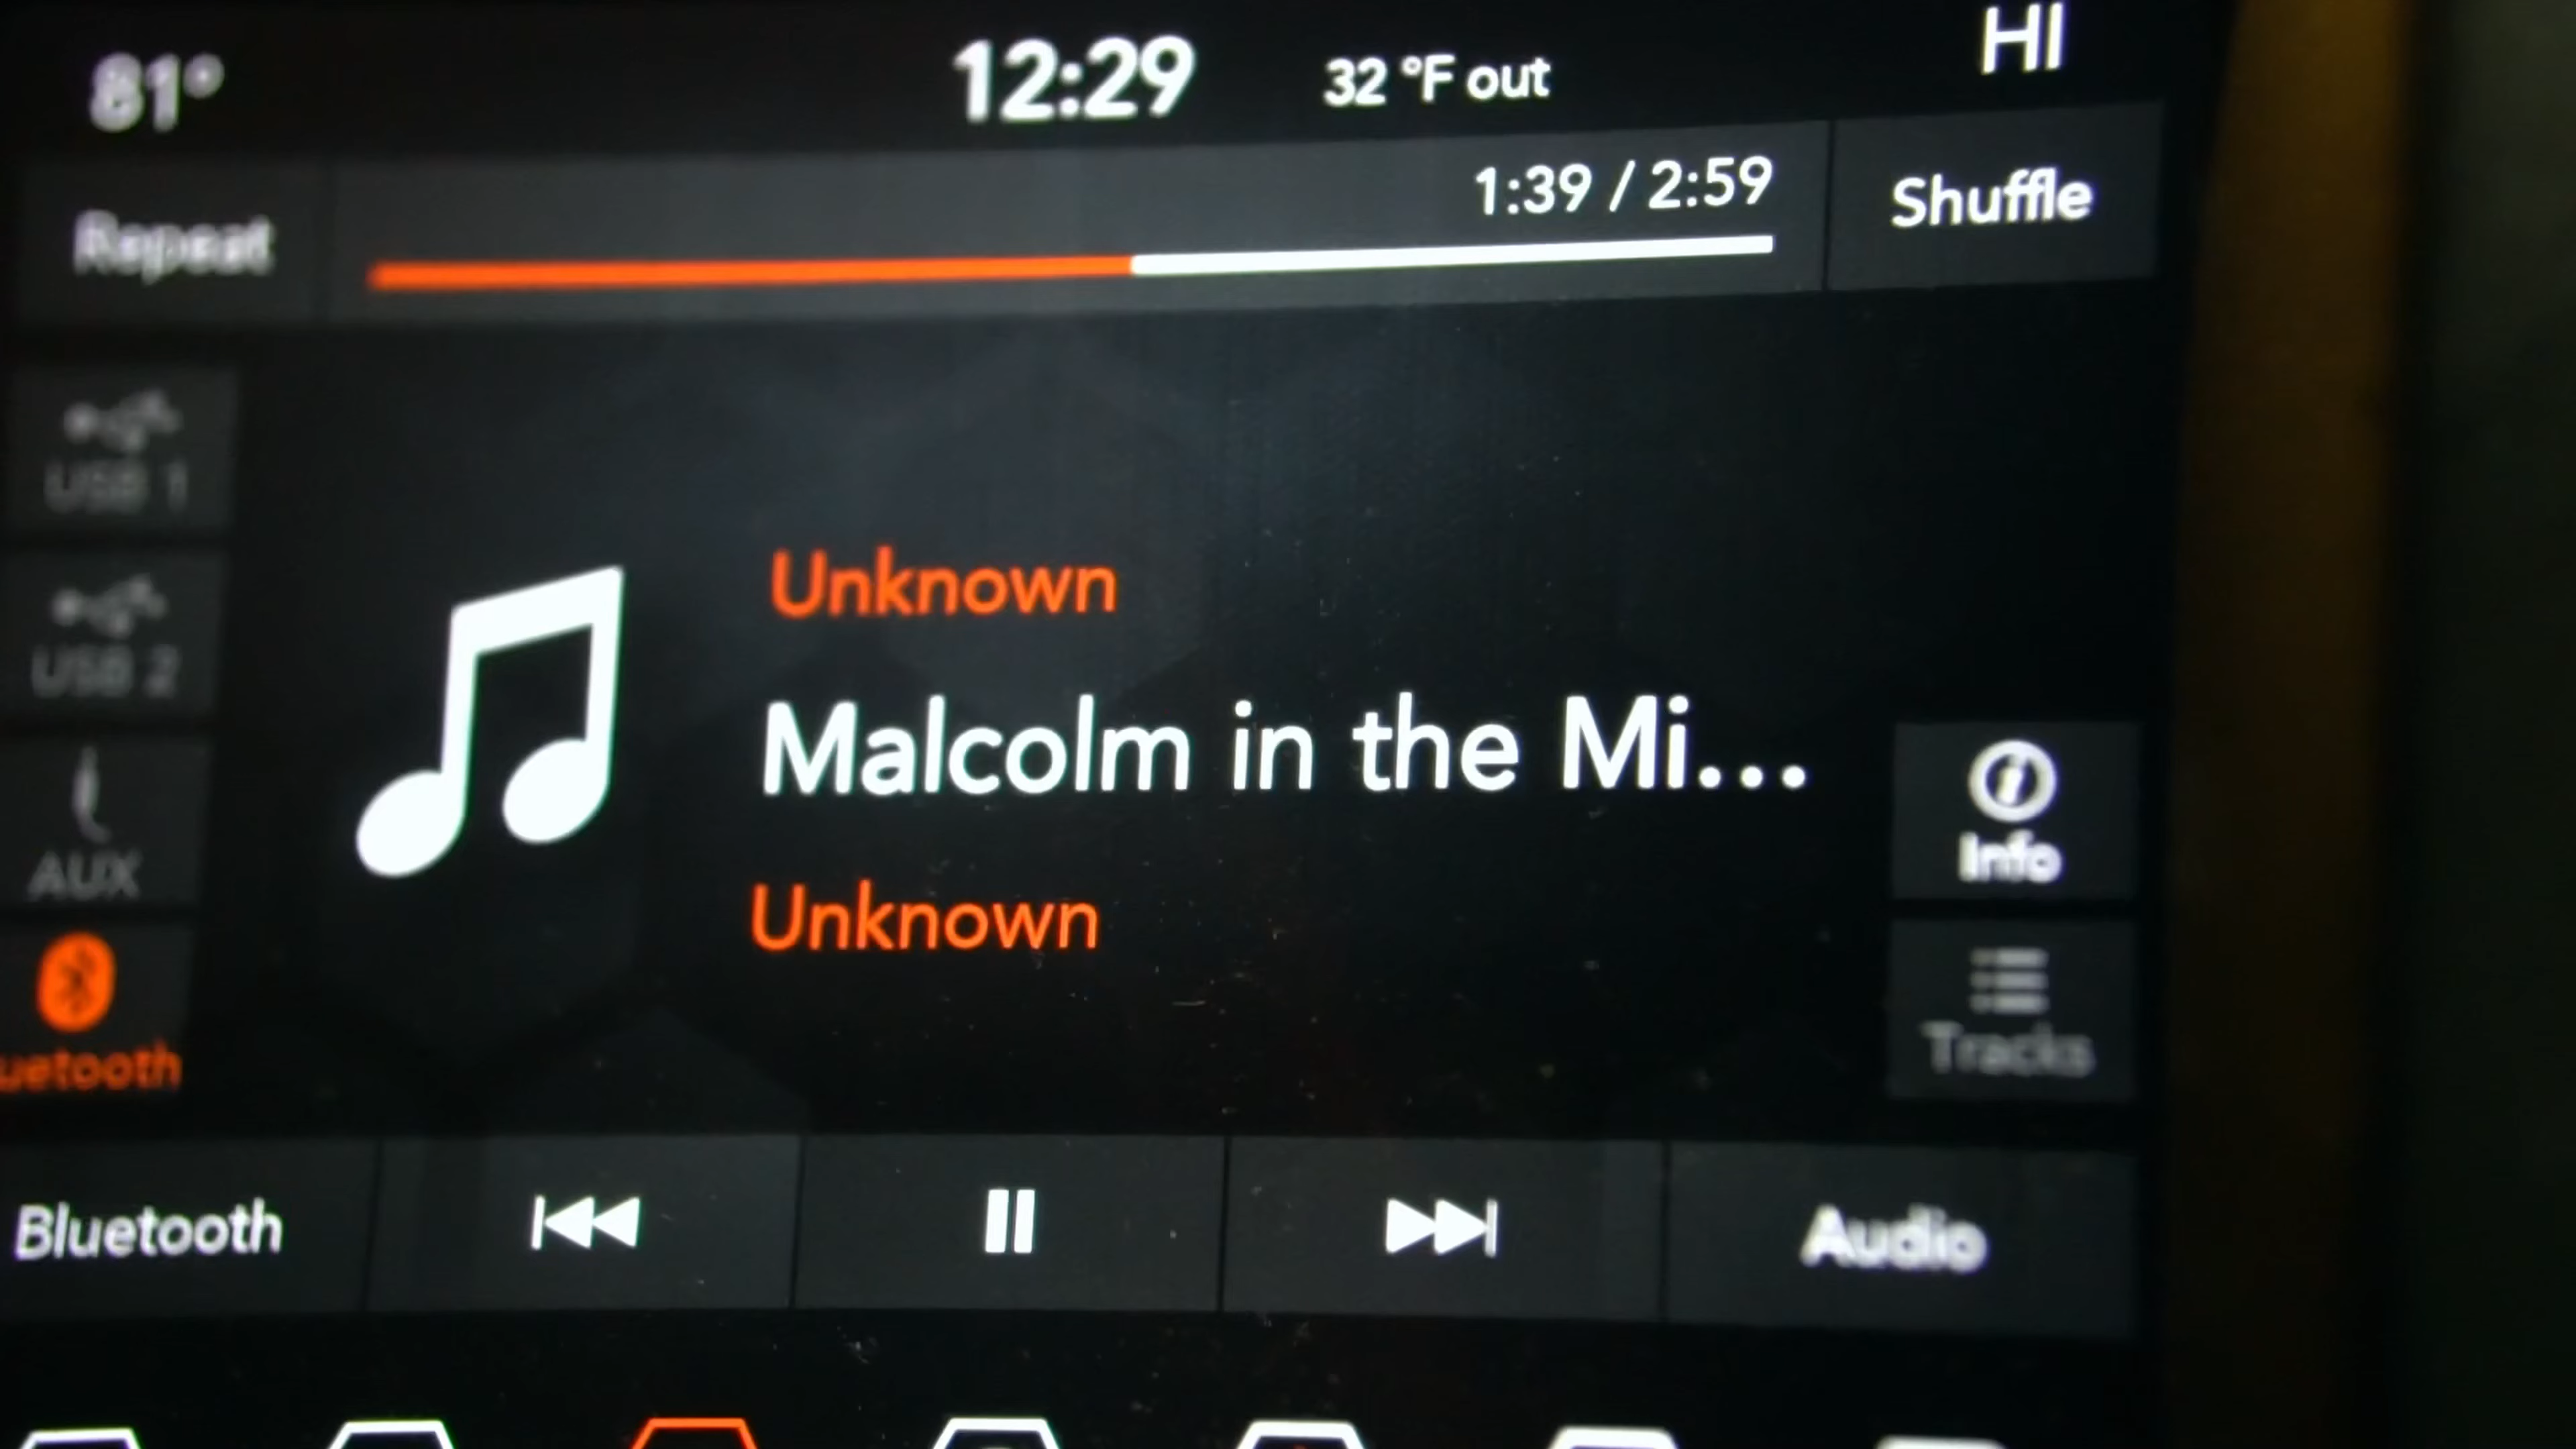 81° 12:29 32 °F out HI
Repeat 1:39 / 2:59 Shuffle
USB 1
USB 2
AUX
uetooth
Unknown
Malcolm in the Mi...
Unknown
Info
Tracks
Bluetooth Audio